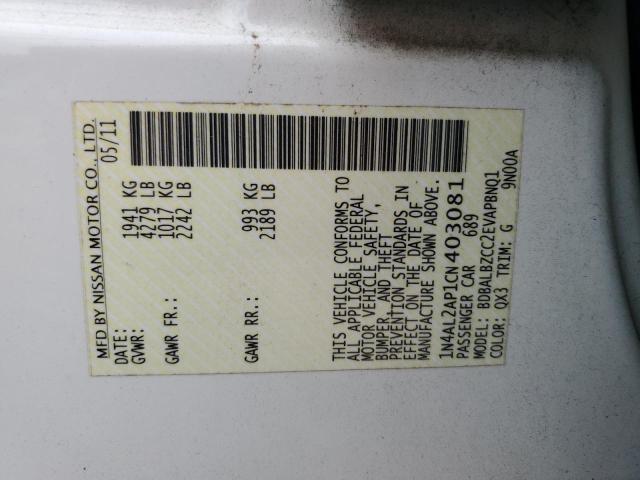 MFD BY NISSAN MOTOR CO., LTD.
DATE: 05/11
GVWR: 1941 KG
4279 LB
GAWR FR.: 1017 KG
2242 LB
GAWR RR.: 993 KG
2189 LB
THIS VEHICLE CONFORMS TO
ALL APPLICABLE FEDERAL
MOTOR VEHICLE SAFETY,
BUMPER, AND THEFT
PREVENTION STANDARDS IN
EFFECT ON THE DATE OF
MANUFACTURE SHOWN ABOVE.
1N4AL2AP1CN403081
PASSENGER CAR 689
MODEL: BDBALBZCC2EVAPBNQ1
COLOR: QX3 TRIM: G 9N00A